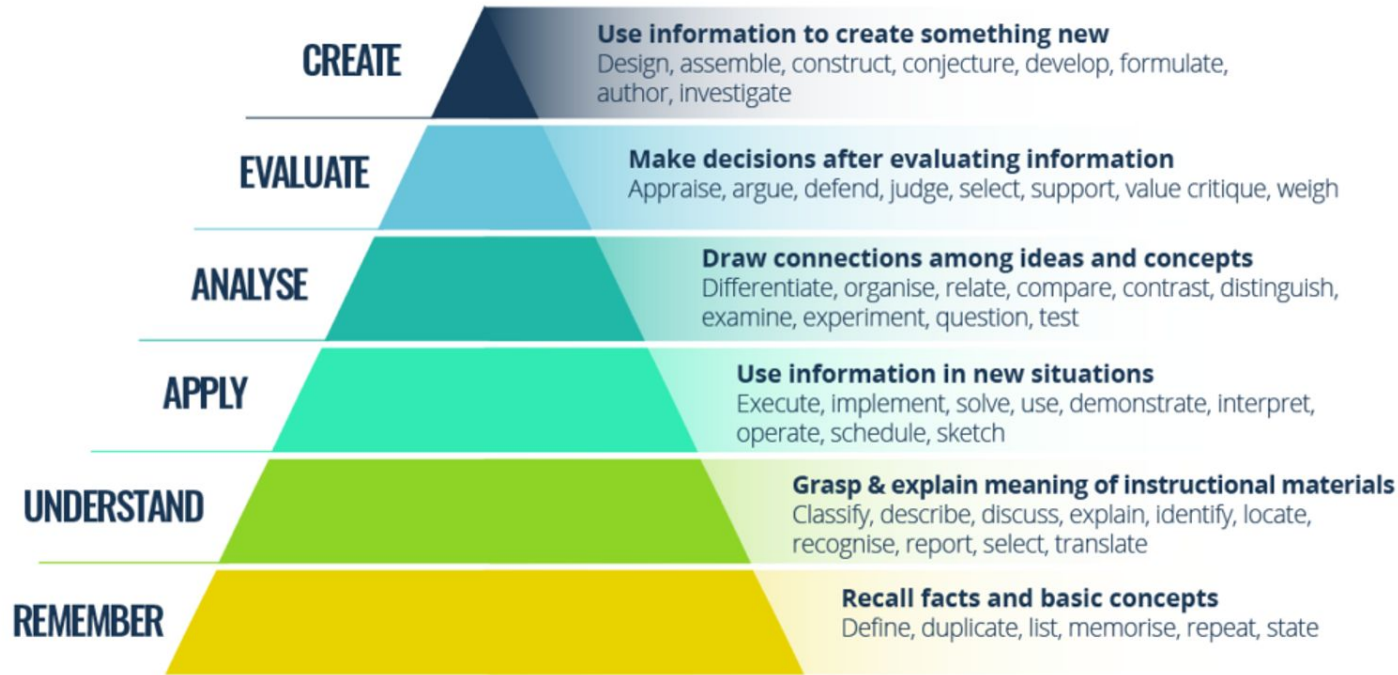 CREATE
Use information to create something new
Design, assemble, construct, conjecture, develop, formulate,
author, investigate
EVALUATE
Make decisions after evaluating information
Appraise, argue, defend, judge, select, support, value critique, weigh
ANALYSE
Draw connections among ideas and concepts
Differentiate, organise, relate, compare, contrast, distinguish,
examine, experiment, question, test
APPLY
Use information in new situations
Execute, implement, solve, use, demonstrate, interpret,
operate, schedule, sketch
UNDERSTAND
Grasp & explain meaning of instructional materials
Classify, describe, discuss, explain, identify, locate,
recognise, report, select, translate
REMEMBER
Recall facts and basic concepts
Define, duplicate, list, memorise, repeat, state